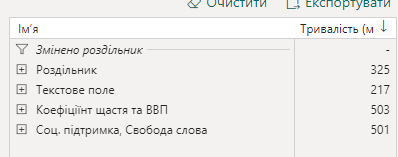 Очистити Експортувати
Ім'я Тривалість (м
Змінено роздільник -
Роздільник 325
Текстове поле 217
Коефіціїнт щастя та ВВП 503
Соц. підтримка, Свобода слова 501